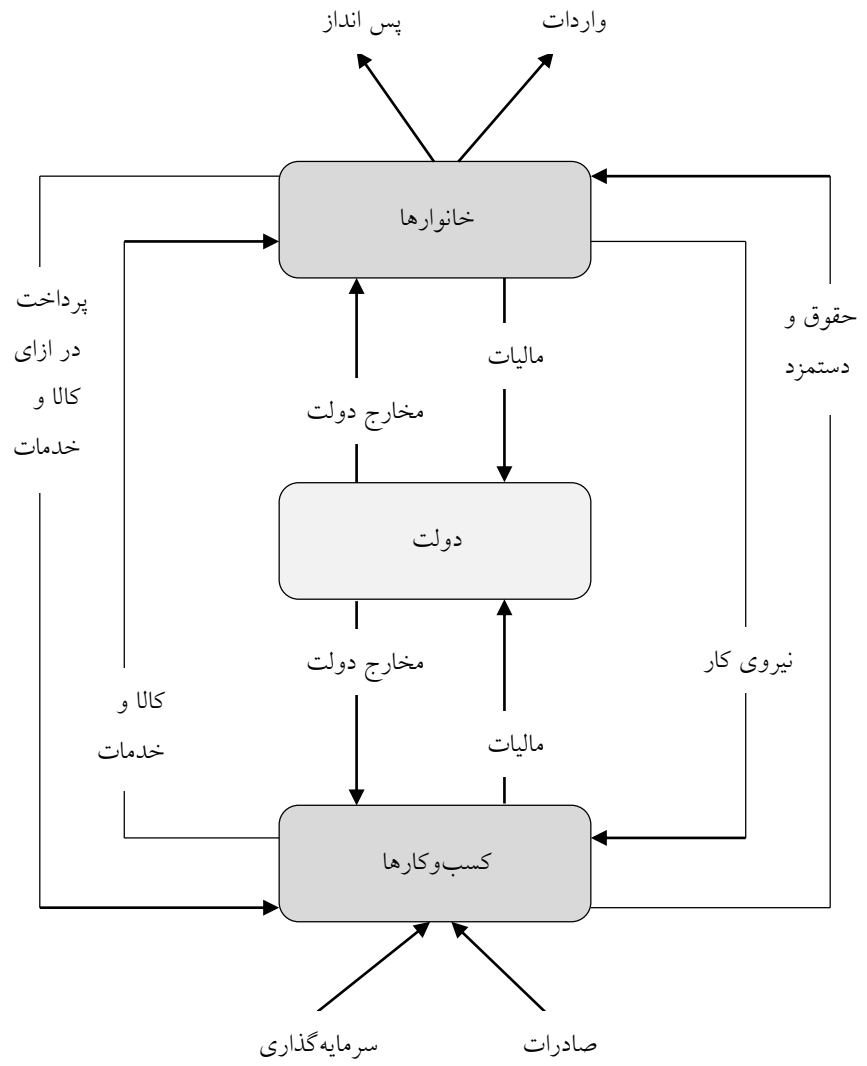 واردات
پس انداز
خانوارها
حقوق و
دستمزد
پرداخت
در ازای
کالا و
خدمات
مالیات
مخارج دولت
دولت
نیروی کار
مخارج دولت
مالیات
کالا و
خدمات
کسب‌وکارها
صادرات
سرمایه‌گذاری